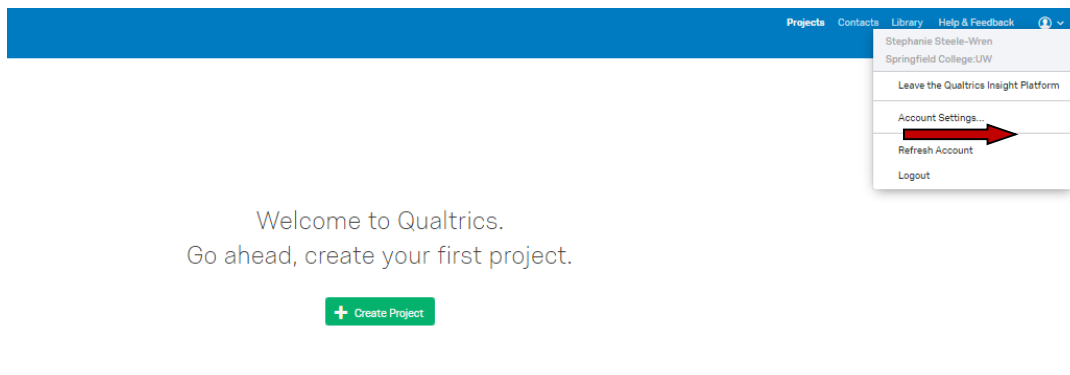 Projects Contacts Library Help & Feedback
Stephanie Steele-Wren
Springfield College:UW
Leave the Qualtrics Insight Platform
Account Settings...
Refresh Account
Logout
Welcome to Qualtrics.
Go ahead, create your first project.
Create Project